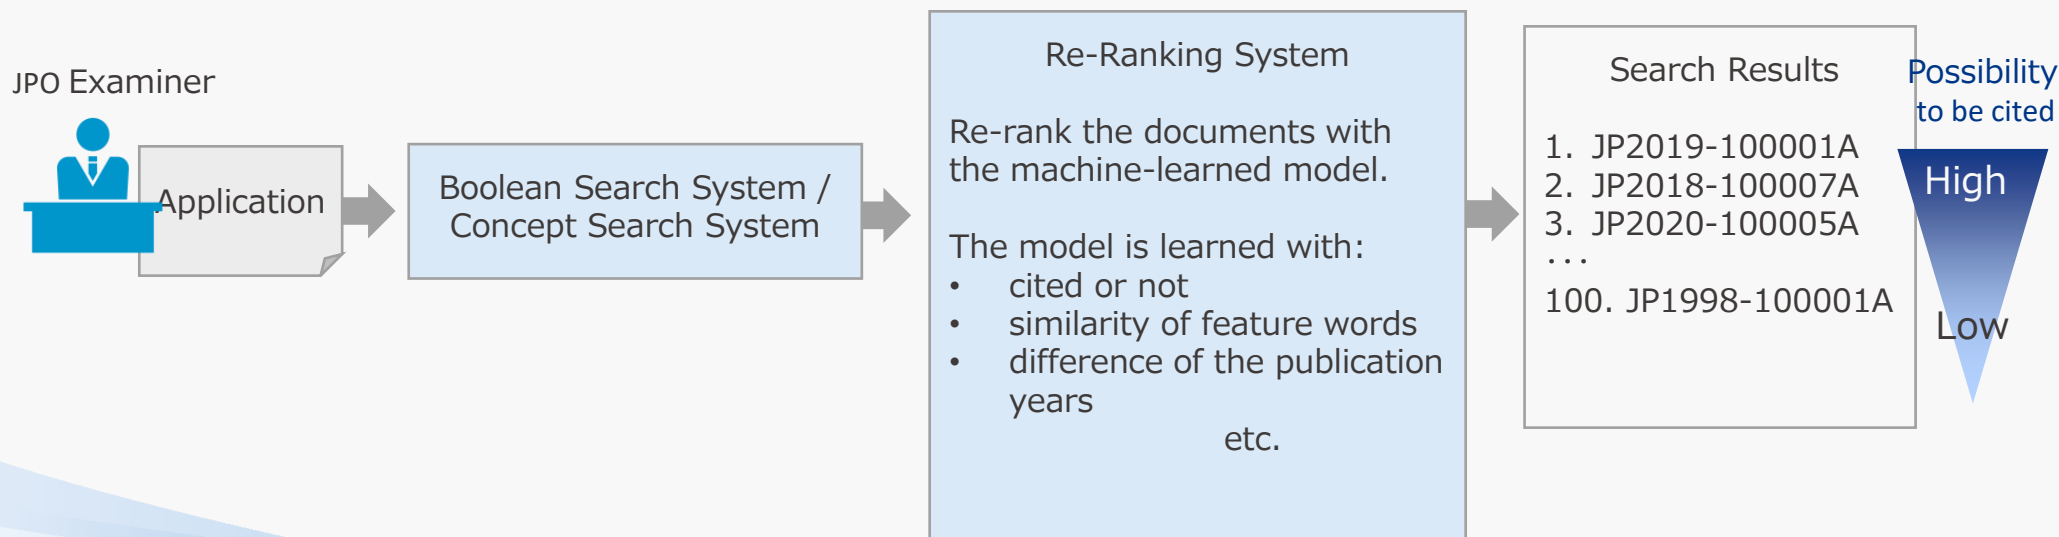 JPO Examiner
Application
Boolean Search System /
Concept Search System
Re-Ranking System
Re-rank the documents with
the machine-learned model.
The model is learned with:
• cited or not
• similarity of feature words
• difference of the publication
years
etc.
Search Results
1. JP2019-100001A
2. JP2018-100007A
3. JP2020-100005A
...
100. JP1998-100001A
Possibility
to be cited
High
Low